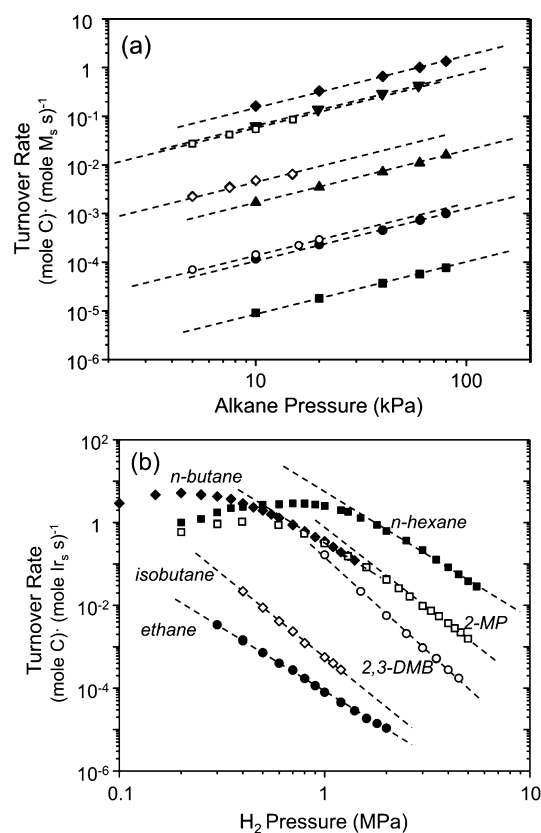 (a)
1
10⁻¹
10⁻²
10⁻³
10⁻⁴
10⁻⁵
10⁻⁶
Turnover Rate
(mole C)· (mole Mₛ s)⁻¹
10
100
Alkane Pressure (kPa)
(b)
10²
1
10⁻²
10⁻⁴
10⁻⁶
Turnover Rate
(mole C)· (mole Irₛ s)⁻¹
n-butane
n-hexane
isobutane
ethane
2-MP
2,3-DMB
0.1
1
10
H₂ Pressure (MPa)